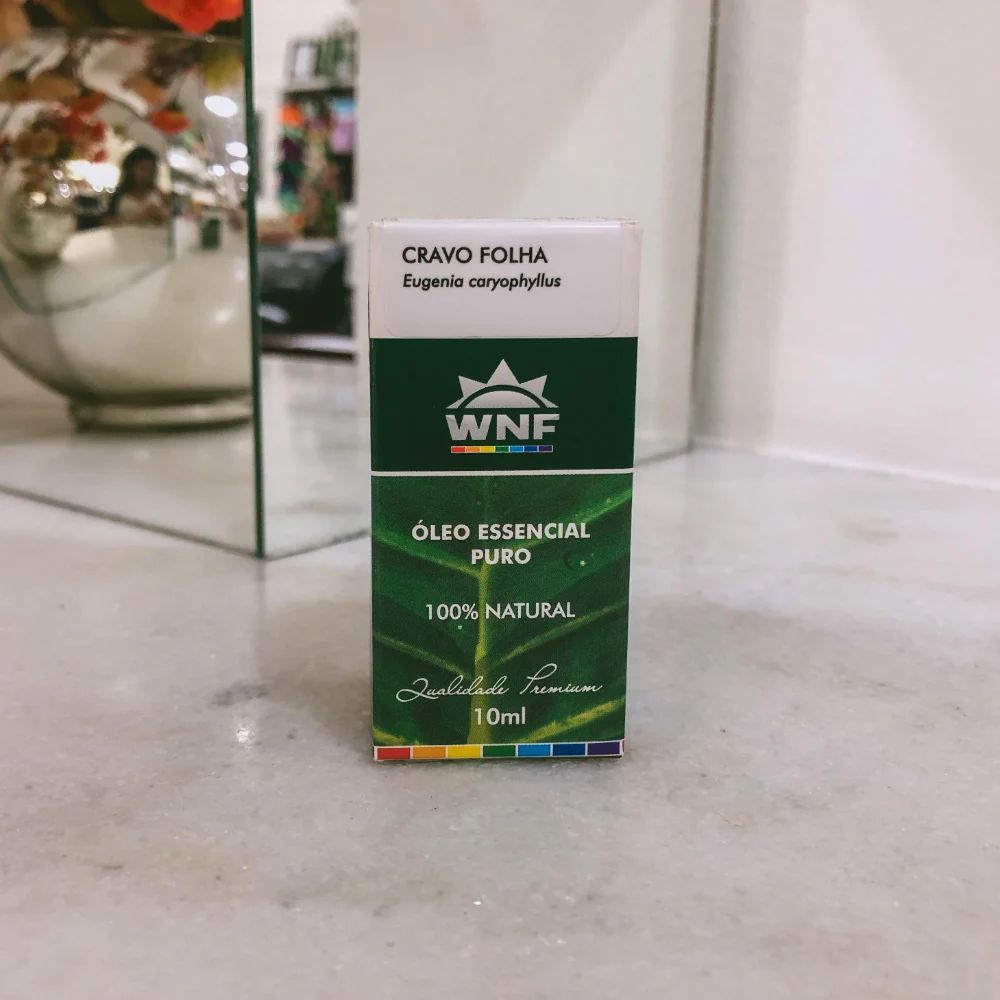 CRAVO FOLHA
Eugenia caryophyllus
WNF
ÓLEO ESSENCIAL
PURO
100% NATURAL
Qualidade Premium
10ml